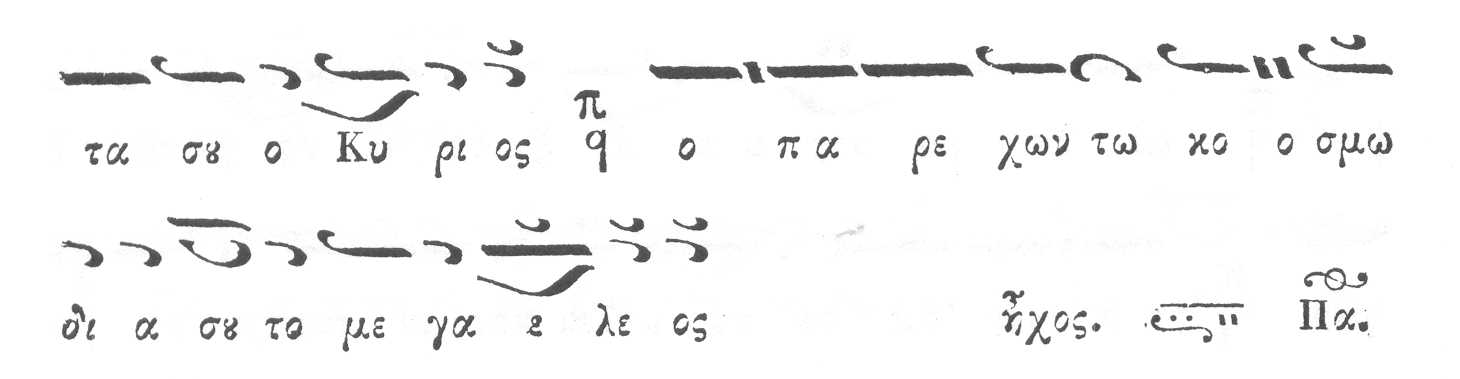 τα σȣ ο Κυ ρι ος π q ο π α ρε χων τω κο ο σμω
δι α σȣ το με γα ε λε ος ἦχος. Πα.